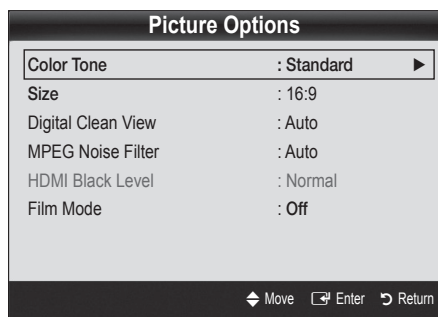 Picture Options
Color Tone : Standard ▶
Size : 16:9
Digital Clean View : Auto
MPEG Noise Filter : Auto
HDMI Black Level : Normal
Film Mode : Off
Move Enter Return